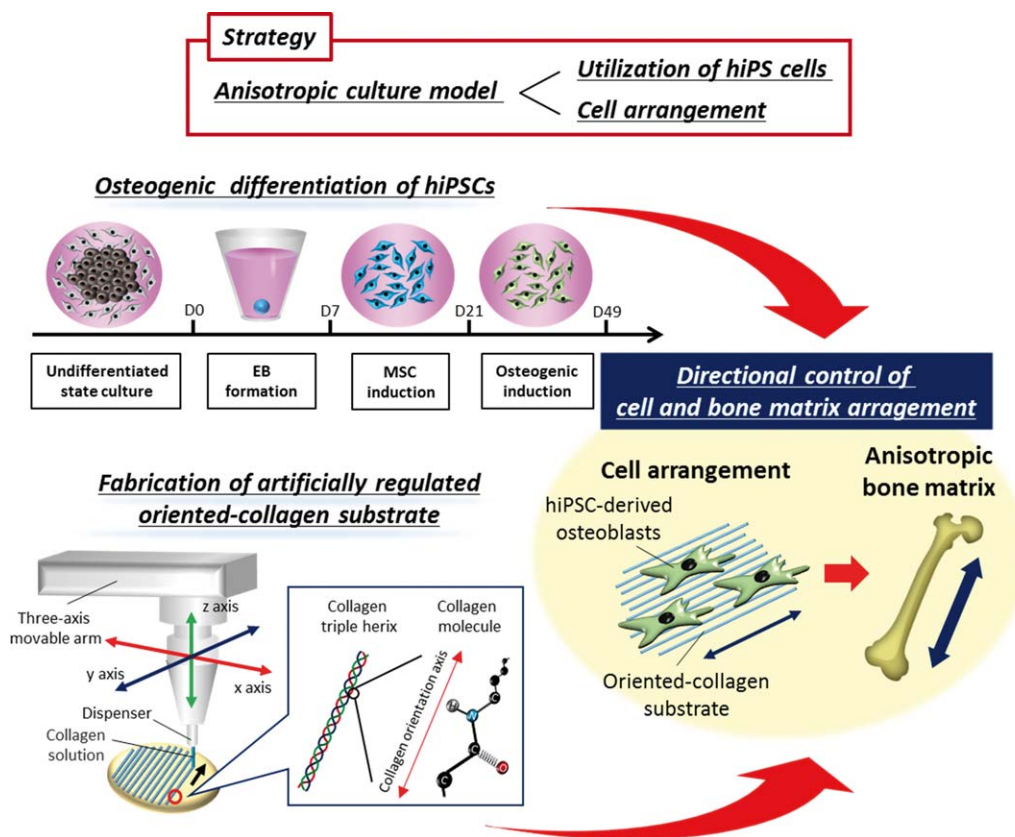 Strategy
Anisotropic culture model
Utilization of hiPS cells
Cell arrangement
Osteogenic differentiation of hiPSCs
D0
D7
D21
D49
Undifferentiated
state culture
EB
formation
MSC
induction
Osteogenic
induction
Directional control of
cell and bone matrix arragement
Fabrication of artificially regulated
oriented-collagen substrate
Three-axis
movable arm
z axis
y axis
x axis
Dispenser
Collagen
solution
Collagen
triple herix
Collagen
molecule
Collagen orientation axis
H
N
C
C
C
O
Cell arrangement
hiPSC-derived
osteoblasts
Oriented-collagen
substrate
Anisotropic
bone matrix